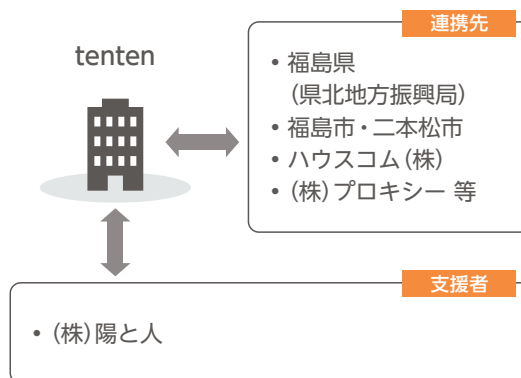 tenten
連携先
• 福島県
(県北地方振興局)
• 福島市・二本松市
• ハウスコム(株)
• (株)プロキシー 等
支援者
• (株)陽と人